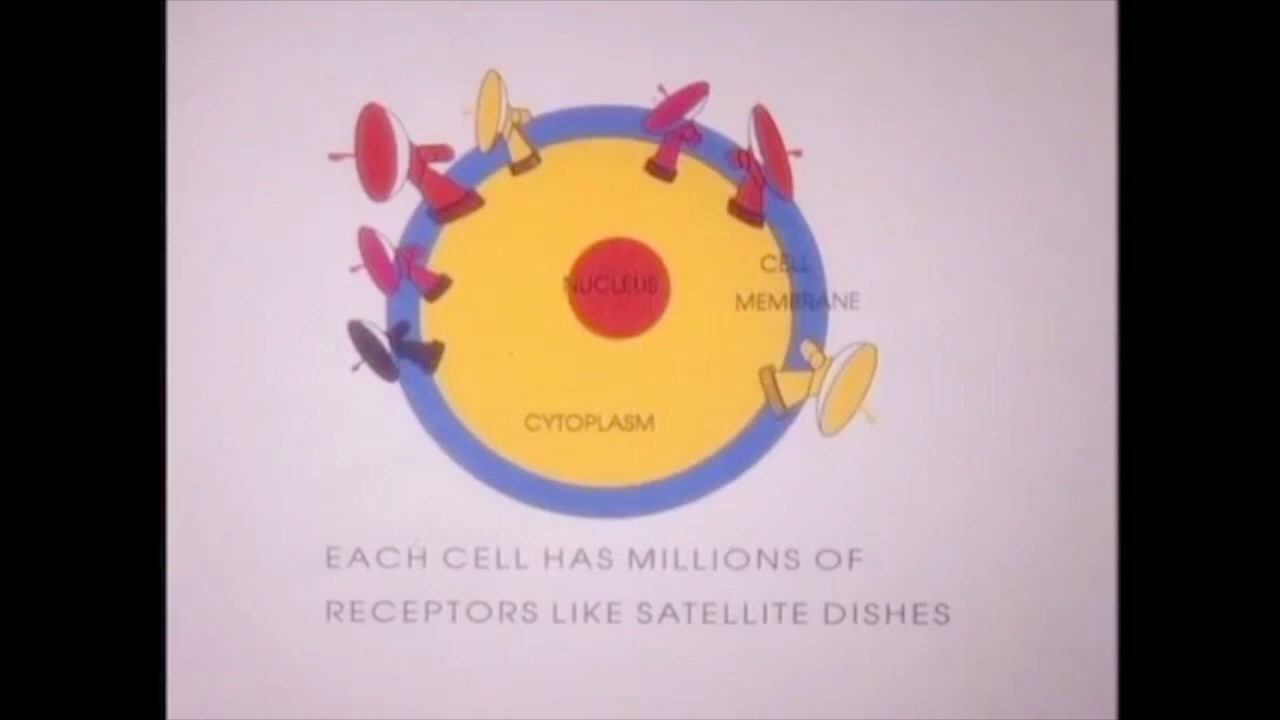 NUCLEUS
CELL
MEMBRANE
CYTOPLASM
EACH CELL HAS MILLIONS OF
RECEPTORS LIKE SATELLITE DISHES